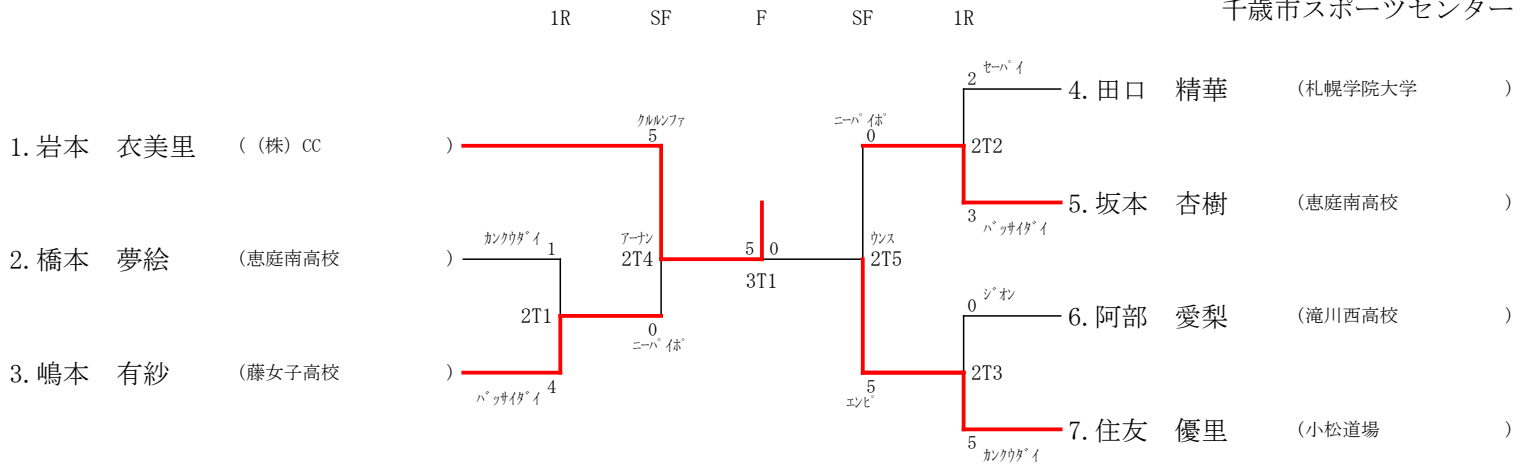 千歳市スポーツセンター
1R SF F SF 1R
セーパイ
2
4.田口 精華 (札幌学院大学 )
クルルンファ
5
ニーパイポ
0
1.岩本 衣美里 ((株)CC )
2T2
5.坂本 杏樹 (恵庭南高校 )
3
バッサイダイ
カンクウダイ
1
アーナン
2T4
5 0
3T1
ウンス
2T5
2.橋本 夢絵 (恵庭南高校 )
ジオン
0
6.阿部 愛梨 (滝川西高校 )
2T1
0
ニーパイポ
3.嶋本 有紗 (藤女子高校 )
4
バッサイダイ
5
エンピ
2T3
7.住友 優里 (小松道場 )
5
カンクウダイ